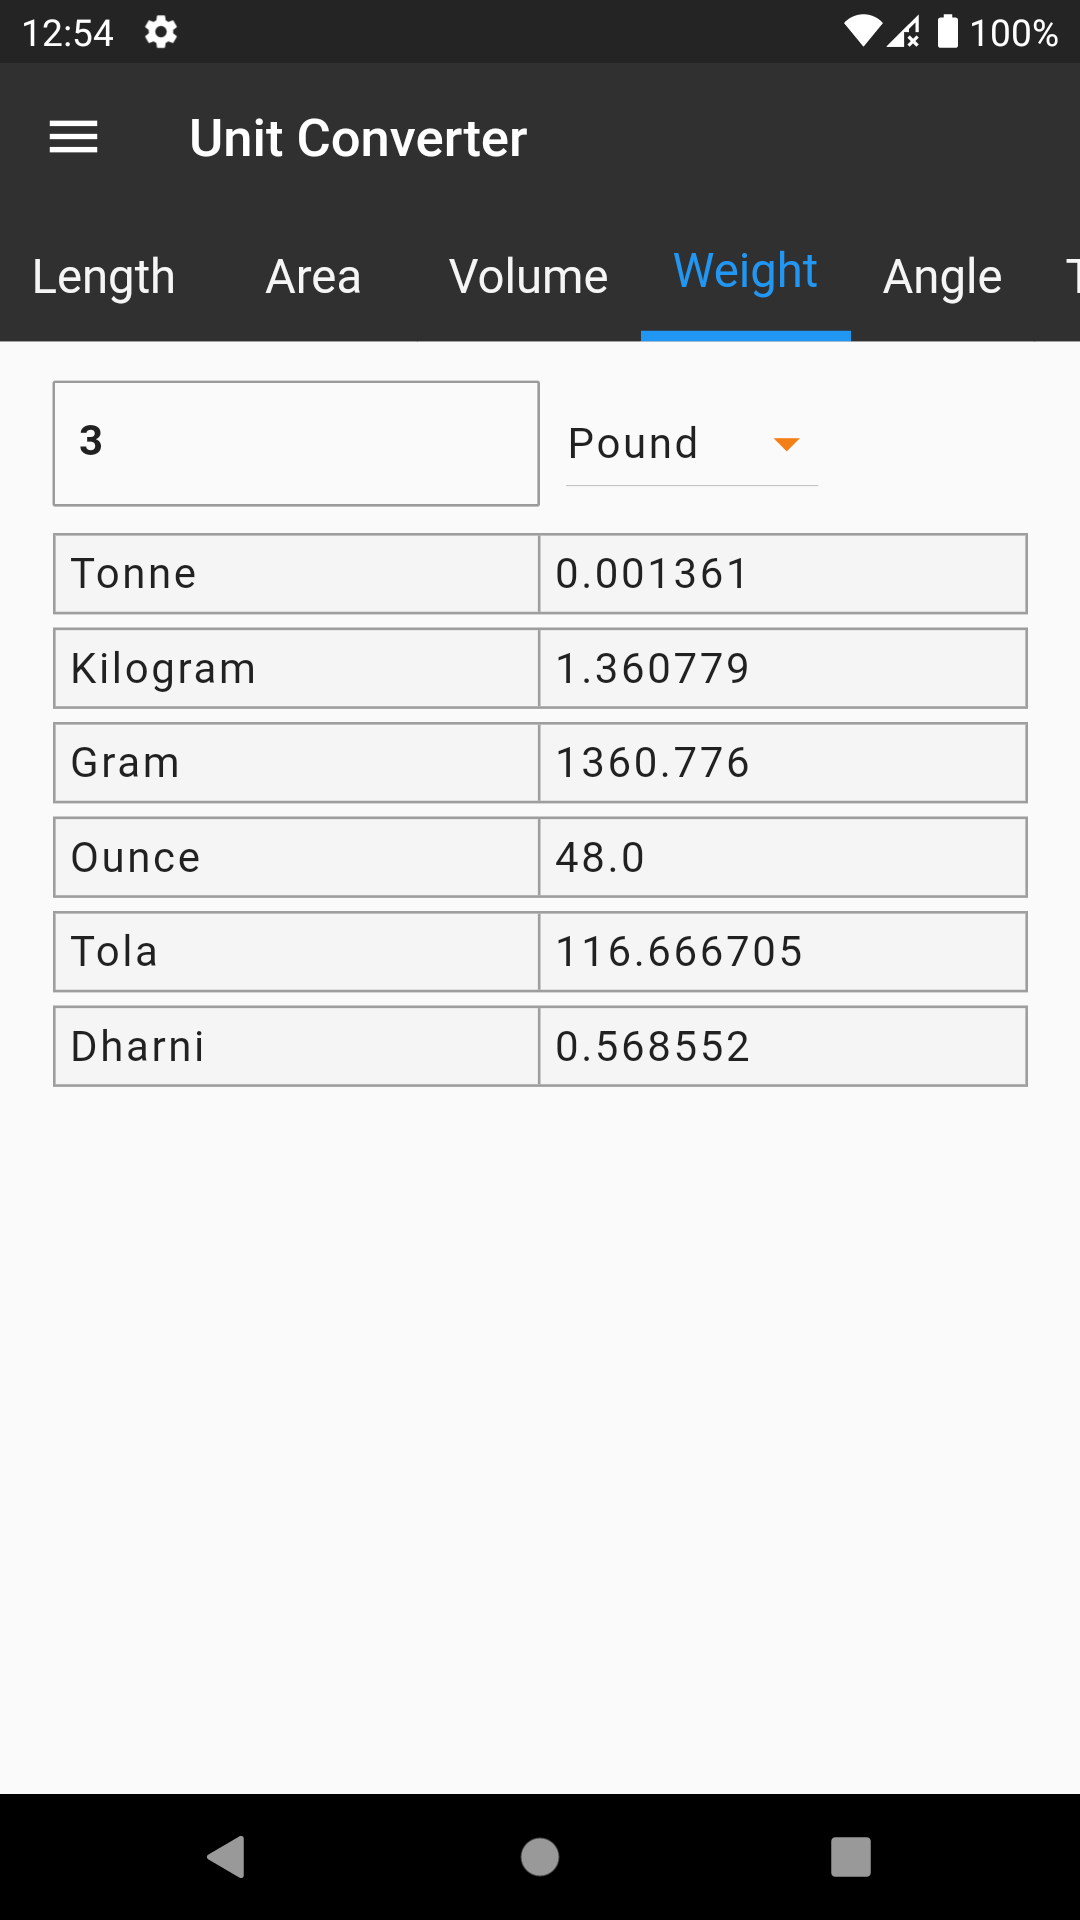 12:54 100%
Unit Converter
Length Area Volume Weight Angle T
3 Pound
Tonne 0.001361
Kilogram 1.360779
Gram 1360.776
Ounce 48.0
Tola 116.666705
Dharni 0.568552